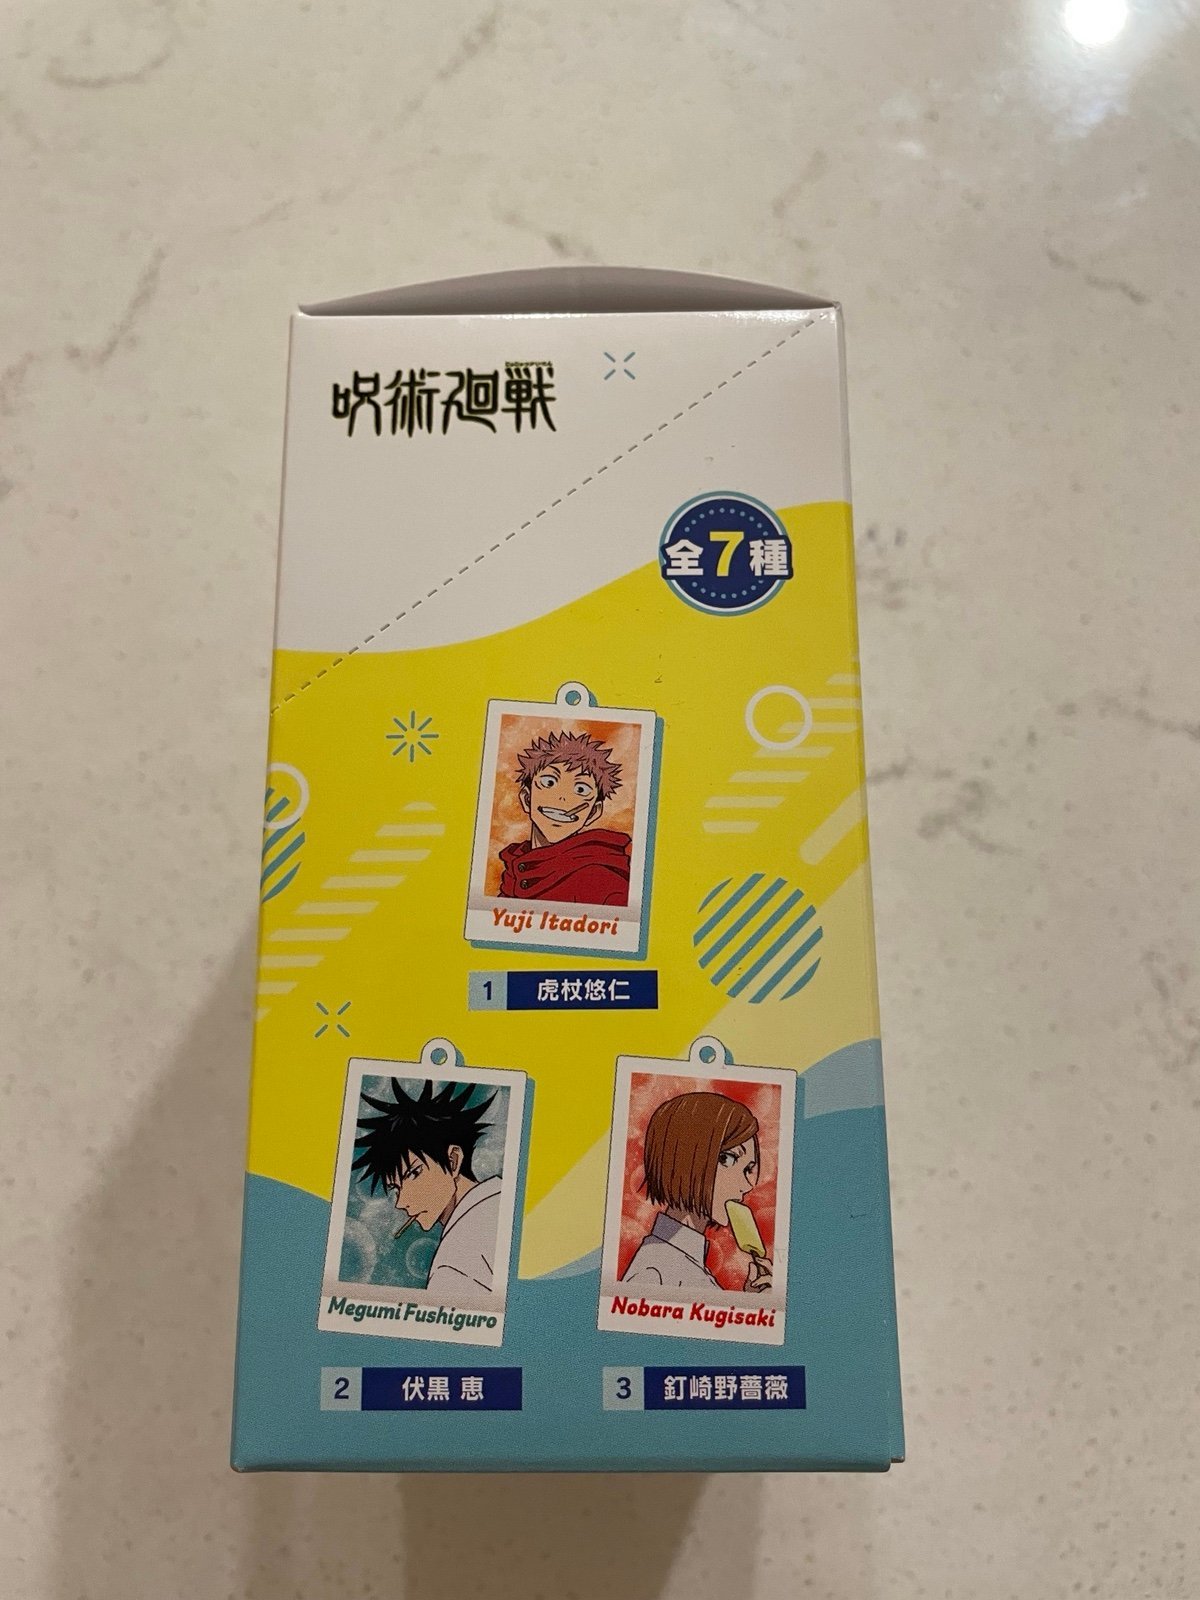 呪術廻戦
全7種
Yuji Itadori
1 虎杖悠仁
Megumi Fushiguro
Nobara Kugisaki
2 伏黒 恵
3 釘崎野薔薇